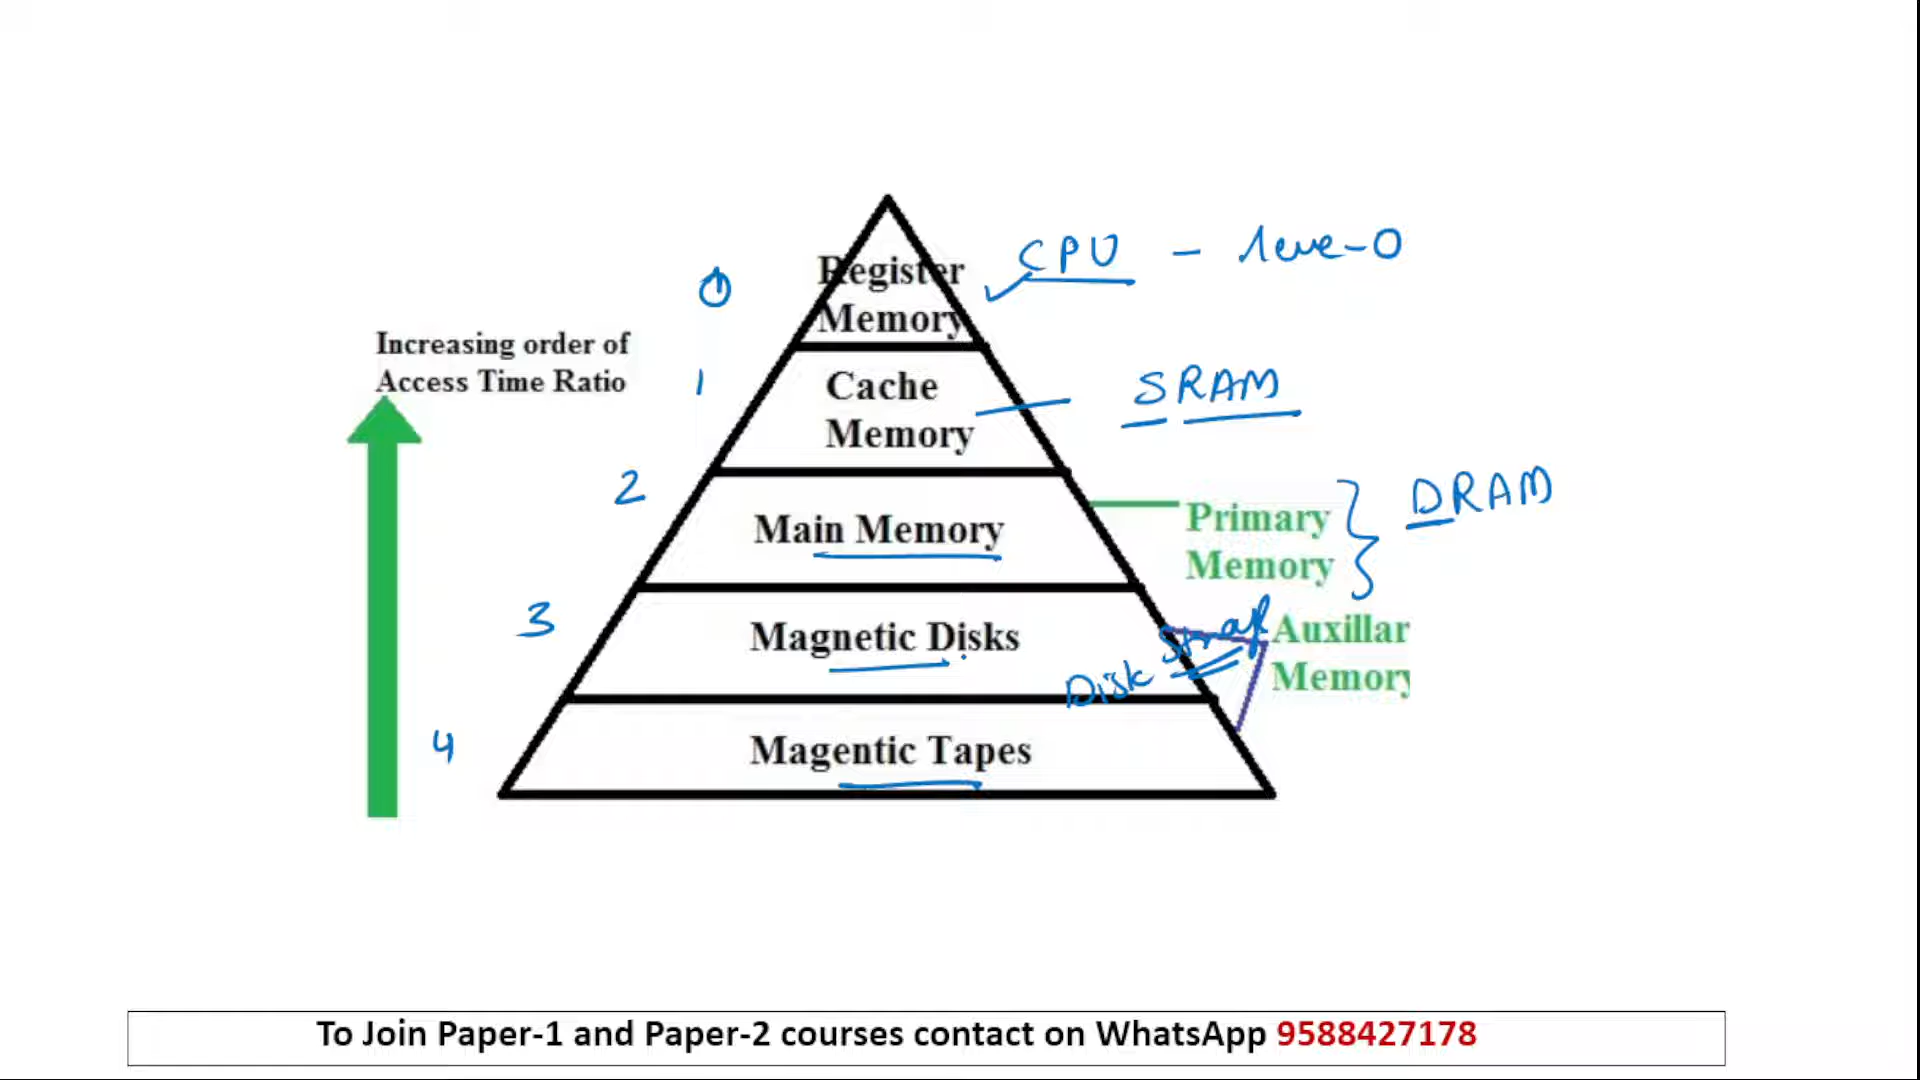 0
Register
Memory
CPU - leve-0
Increasing order of
Access Time Ratio
1
Cache
Memory
SRAM
2
Main Memory
Primary
Memory
DRAM
3
Magnetic Disks
Disk
Auxillar
Memory
4
Magentic Tapes
To Join Paper-1 and Paper-2 courses contact on WhatsApp 9588427178